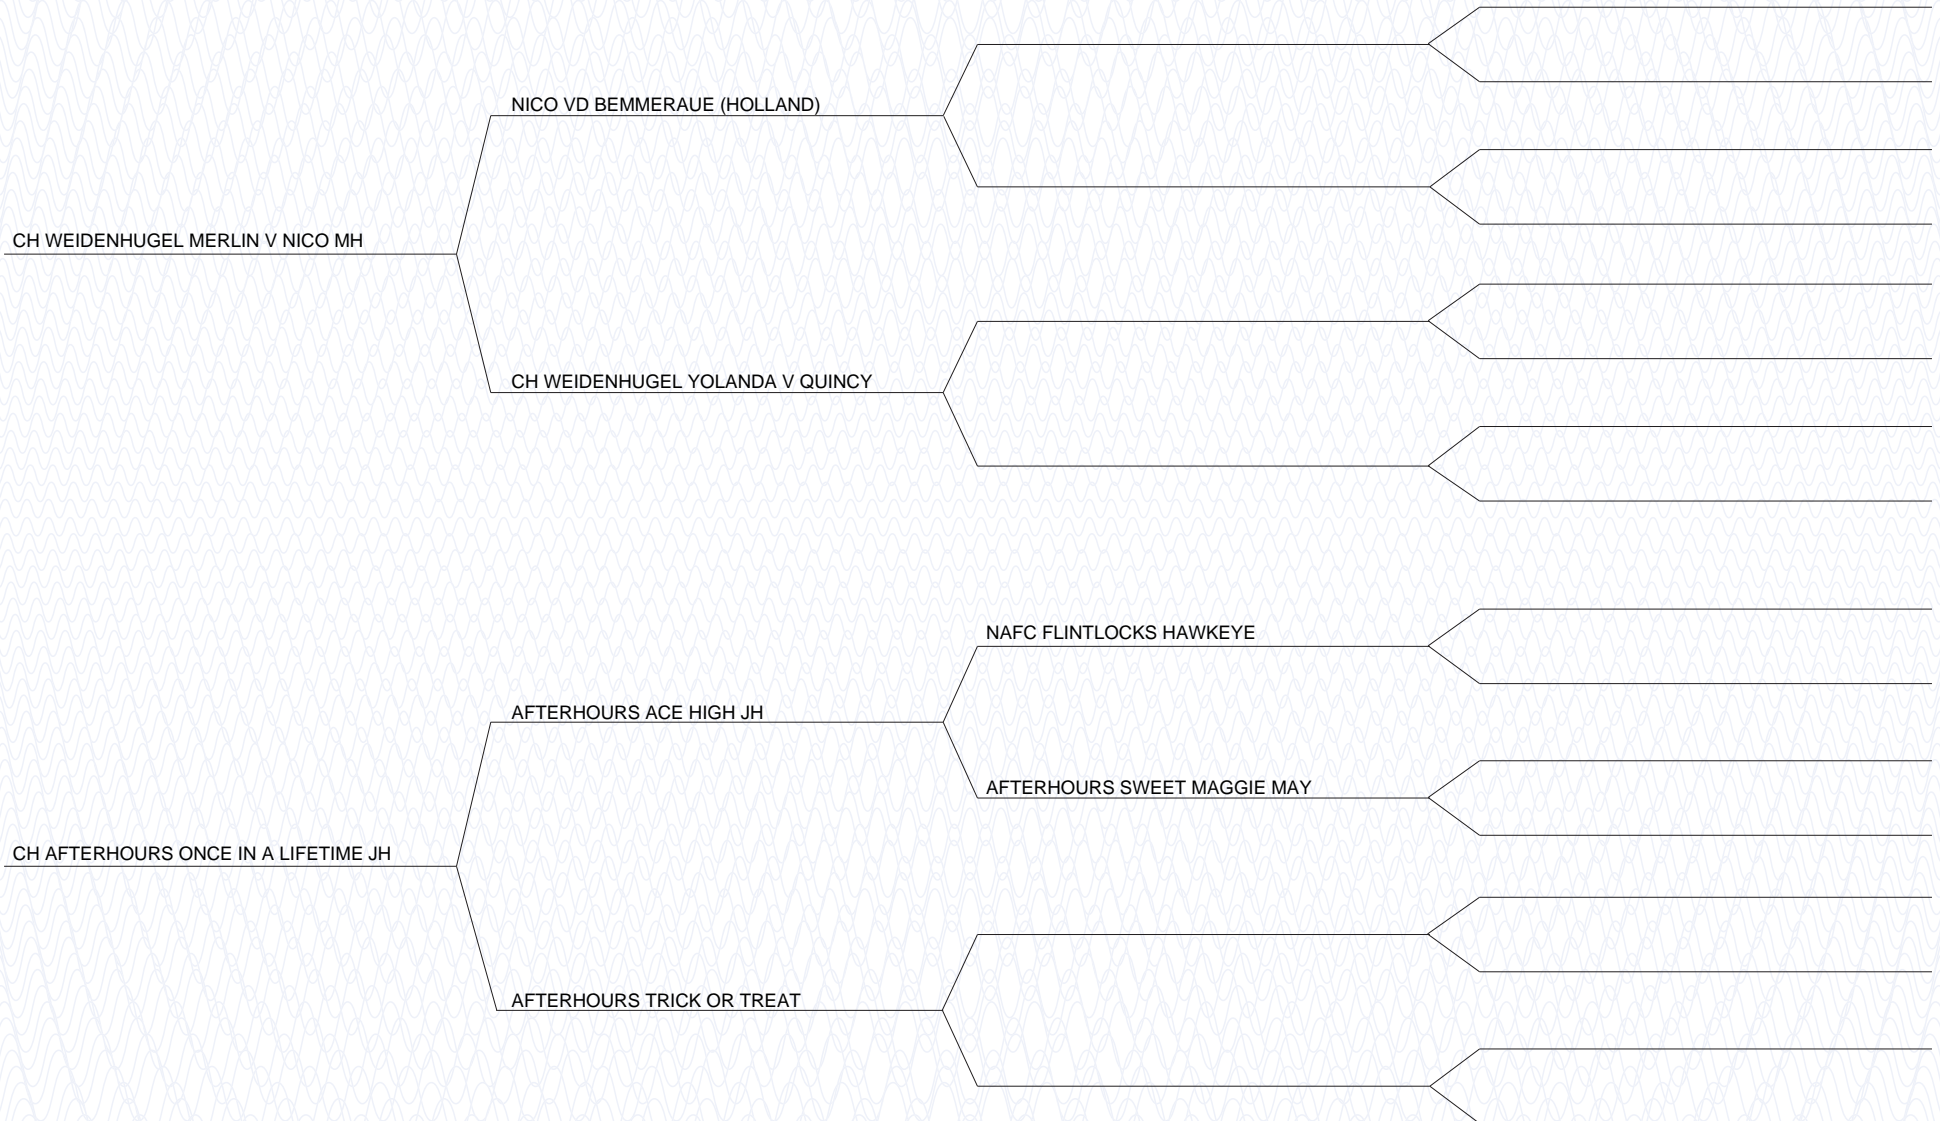 NICO VD BEMMERAUE (HOLLAND)
CH WEIDENHUGEL MERLIN V NICO MH
CH WEIDENHUGEL YOLANDA V QUINCY
NAFC FLINTLOCKS HAWKEYE
AFTERHOURS ACE HIGH JH
AFTERHOURS SWEET MAGGIE MAY
CH AFTERHOURS ONCE IN A LIFETIME JH
AFTERHOURS TRICK OR TREAT